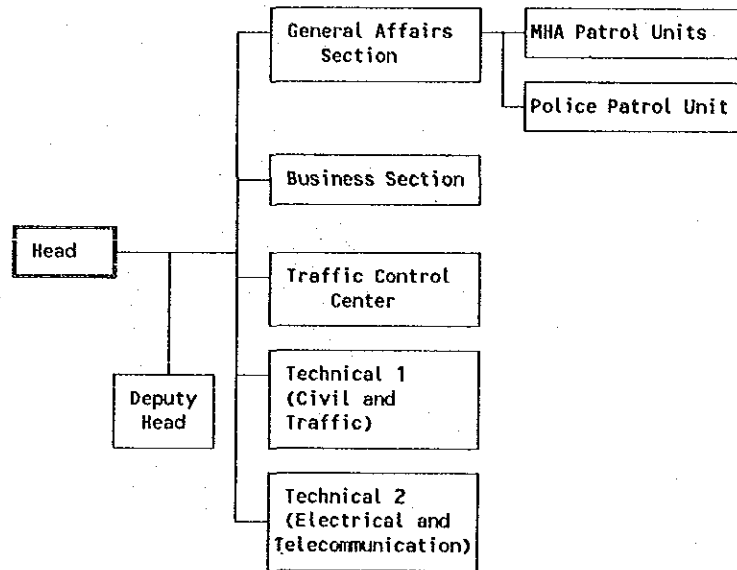 General Affairs
Section
MHA Patrol Units
Police Patrol Unit
Business Section
Head
Traffic Control
Center
Deputy
Head
Technical 1
(Civil and
Traffic)
Technical 2
(Electrical and
Telecommunication)